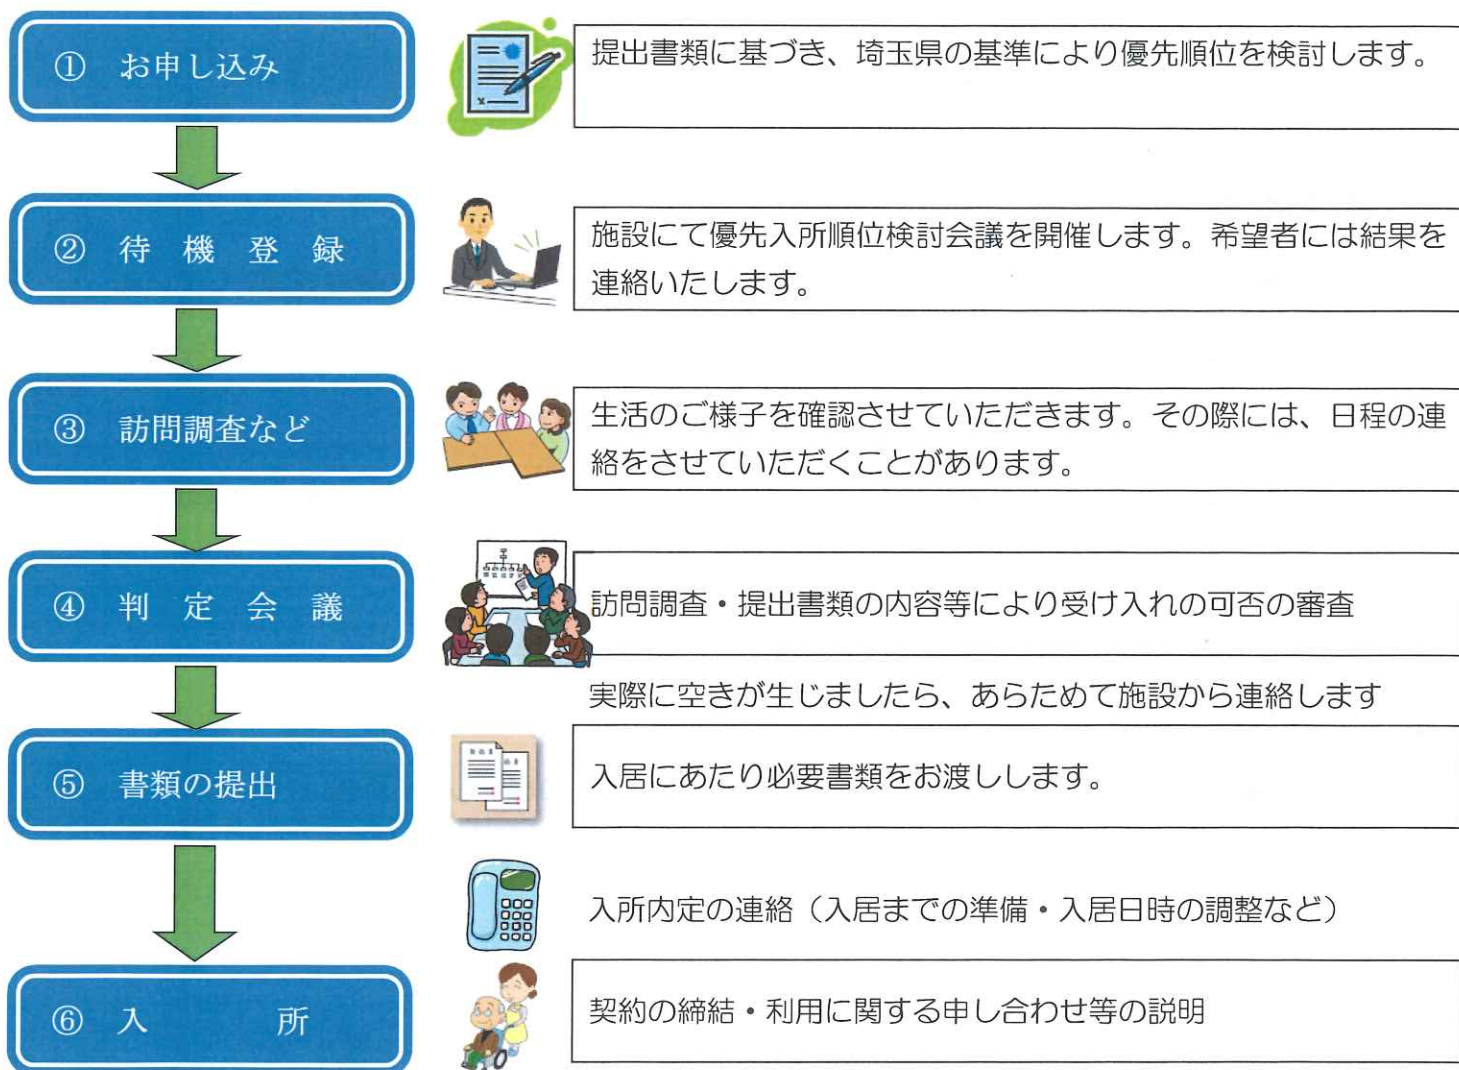 ① お申し込み
提出書類に基づき、埼玉県の基準により優先順位を検討します。
② 待機登録
施設にて優先入所順位検討会議を開催します。希望者には結果を
連絡いたします。
③ 訪問調査など
生活のご様子を確認させていただきます。その際には、日程の連
絡をさせていただくことがあります。
④ 判定会議
訪問調査・提出書類の内容等により受け入れの可否の審査
実際に空きが生じましたら、あらためて施設から連絡します
⑤ 書類の提出
入居にあたり必要書類をお渡しします。
入所内定の連絡（入居までの準備・入居日時の調整など）
⑥ 入所
契約の締結・利用に関する申し合わせ等の説明